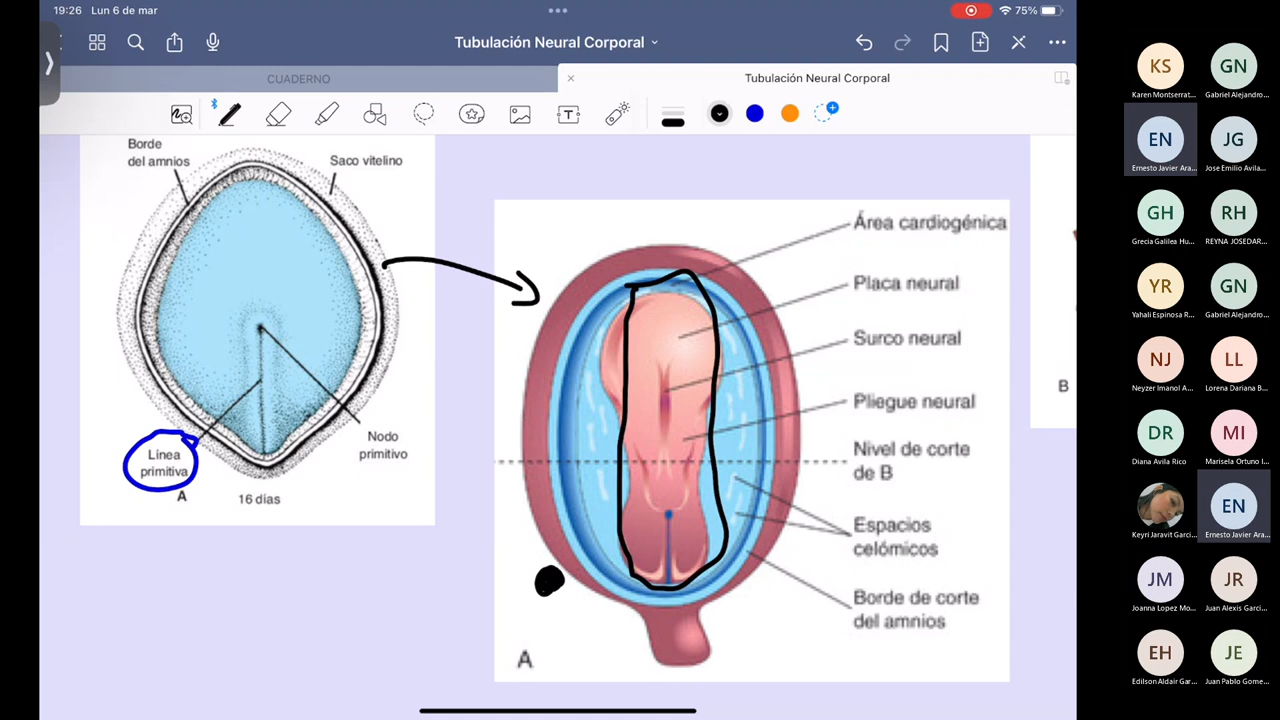 19:26 Lun 6 de mar
75%
Tubulación Neural Corporal
CUADERNO
Tubulación Neural Corporal
Borde
del amnios
Saco vitelino
Línea
primitiva
Nodo
primitivo
A
16 días
Área cardiogénica
Placa neural
Surco neural
Pliegue neural
Nivel de corte
de B
Espacios
celómicos
Borde de corte
del amnios
A
B
KS
Karen Montserrat...
GN
Gabriel Alejandro...
EN
Ernesto Javier Ara...
JG
Jose Emilio Avila...
GH
Grecia Galilea Hu...
RH
REYNA JOSEDAR...
YR
Yahali Espinosa R...
GN
Gabriel Alejandro...
NJ
Neyzer Imanol A...
LL
Lorena Dariana B...
DR
Diana Avila Rico
MI
Marisela Ortuno I...
Keyri Jaravit Garci...
EN
Ernesto Javier Ara...
JM
Joanna Lopez Mo...
JR
Juan Alexis Garci...
EH
Edilson Aldair Gar...
JE
Juan Pablo Gome...